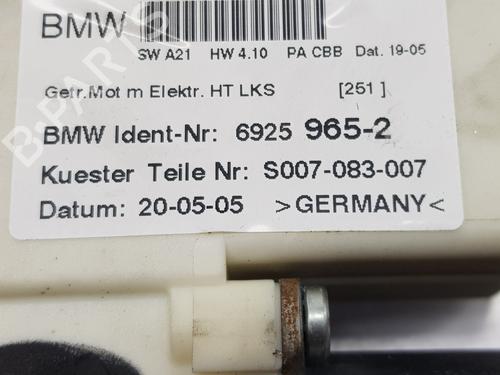 BMW
SW A21 HW 4.10 PA CBB Dat. 19-05
Getr.Mot m Elektr. HT LKS [251 ]
BMW Ident-Nr: 6925 965-2
Kuester Teile Nr: S007-083-007
Datum: 20-05-05 >GERMANY<
B-PARTS